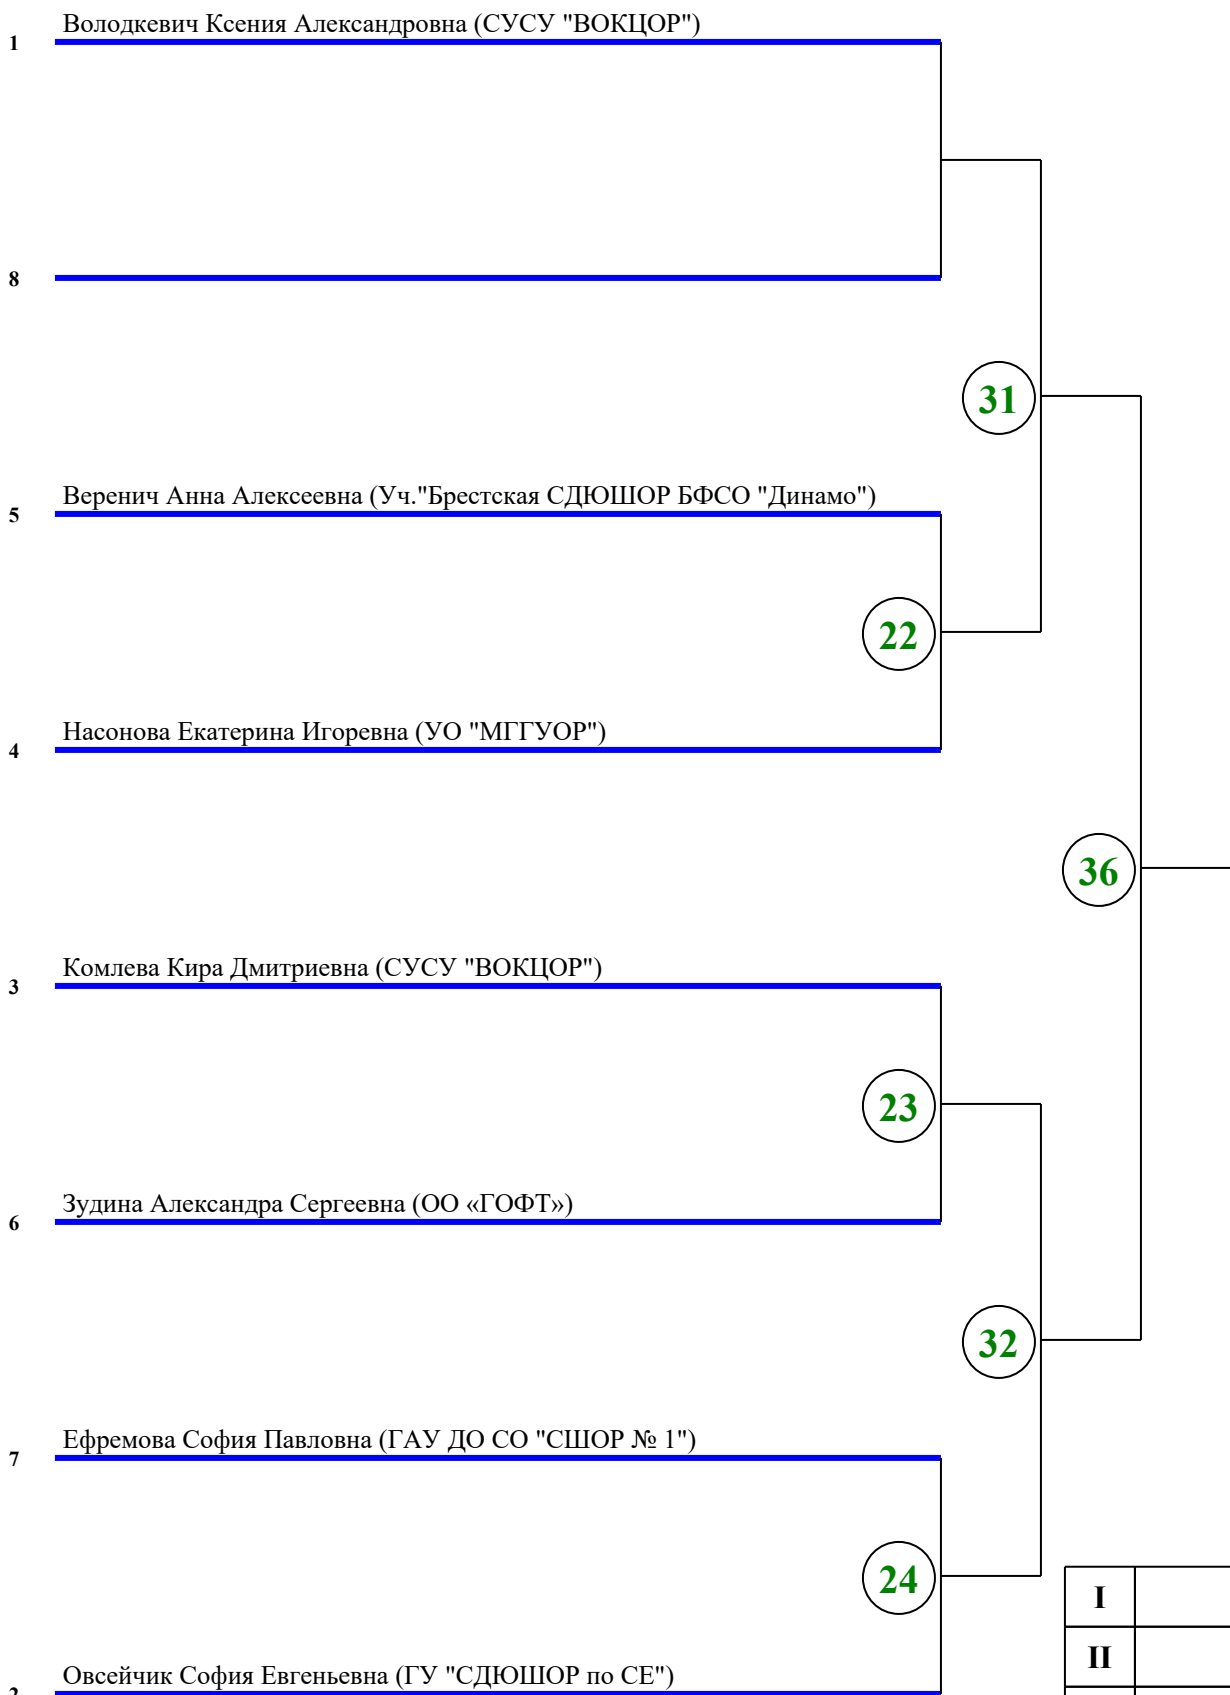 Володкевич Ксения Александровна (СУСУ "ВОКЦОР")
1
8
31
Веренич Анна Алексеевна (Уч."Брестская СДЮШОР БФСО "Динамо")
5
22
Насонова Екатерина Игоревна (УО "МГГУОР")
4
36
Комлева Кира Дмитриевна (СУСУ "ВОКЦОР")
3
23
Зудина Александра Сергеевна (ОО «ГОФТ»)
6
32
Ефремова София Павловна (ГАУ ДО СО "СШОР № 1")
7
24
I
II
Овсейчик София Евгеньевна (ГУ "СДЮШОР по СЕ")
2